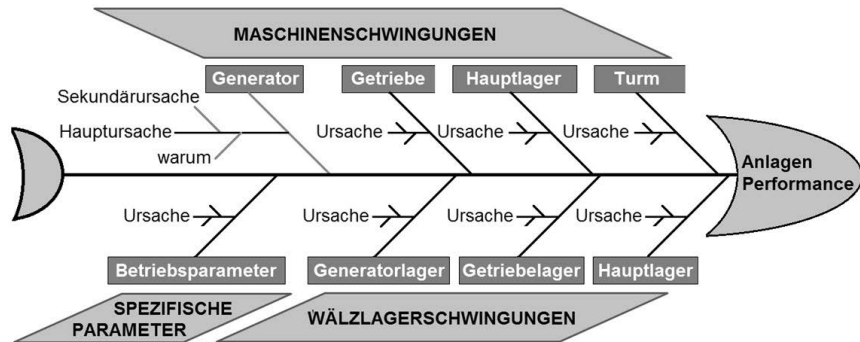 MASCHINENSCHWINGUNGEN
Generator
Getriebe
Hauptlager
Turm
Sekundärursache
Hauptursache
warum
Ursache
Ursache
Ursache
Anlagen
Performance
Ursache
Ursache
Ursache
Ursache
Betriebsparameter
Generatorlager
Getriebelager
Hauptlager
SPEZIFISCHE
PARAMETER
WÄLZLAGERSCHWINGUNGEN